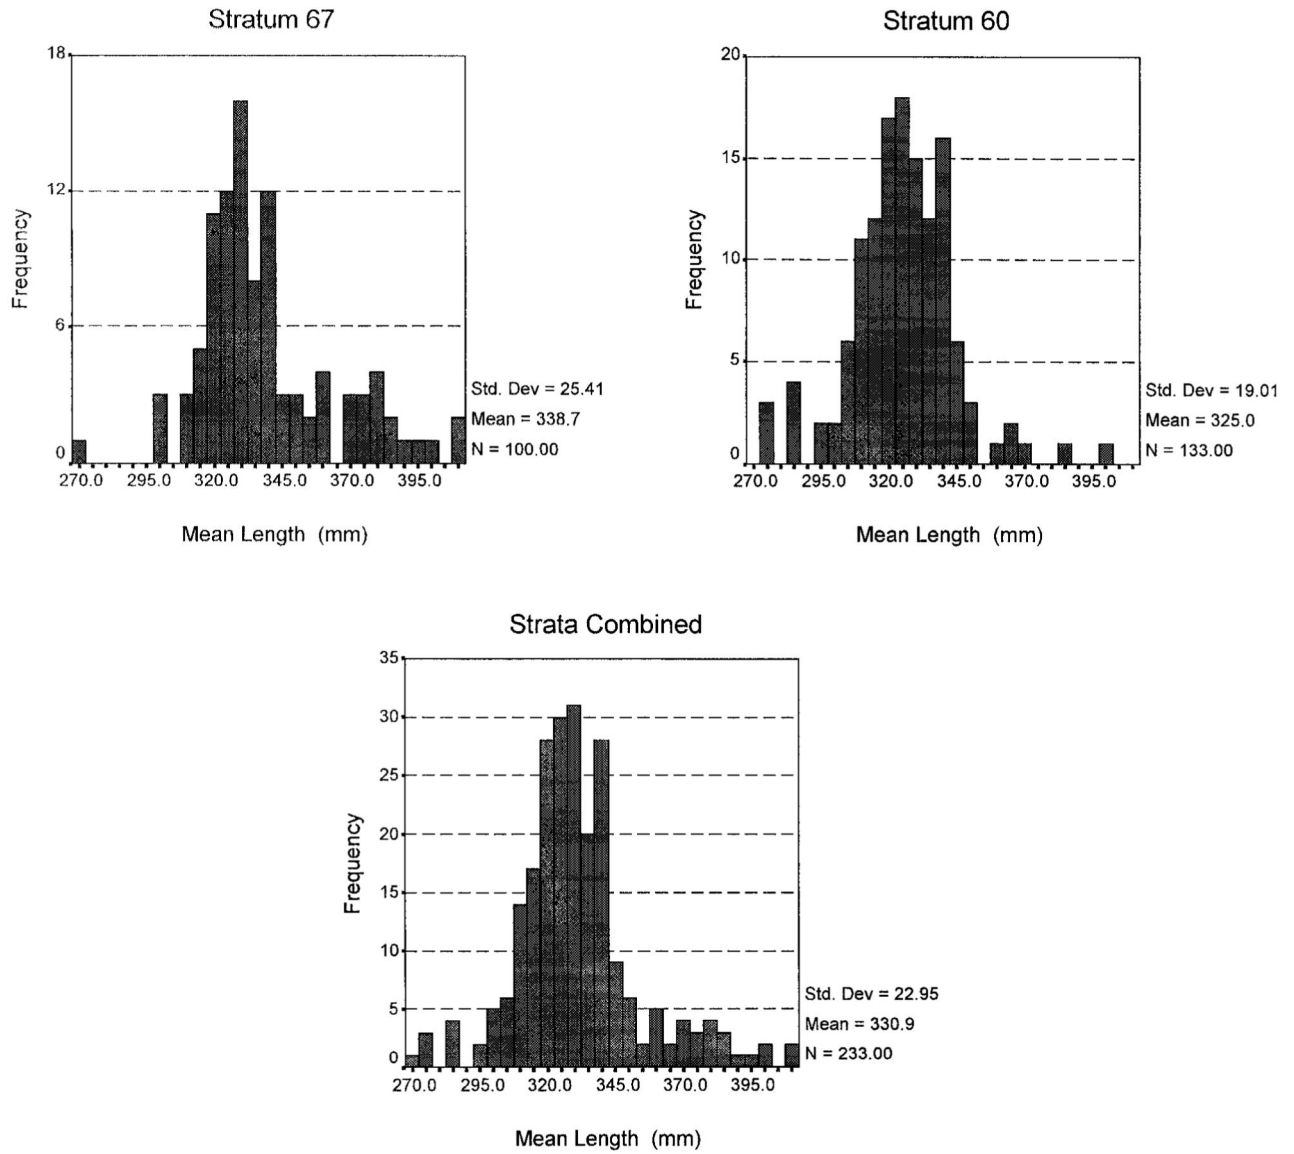 Stratum 67
18
12
6
0
Frequency
270.0 295.0 320.0 345.0 370.0 395.0
Mean Length (mm)
Std. Dev = 25.41
Mean = 338.7
N = 100.00
Stratum 60
20
15
10
5
0
Frequency
270.0 295.0 320.0 345.0 370.0 395.0
Mean Length (mm)
Std. Dev = 19.01
Mean = 325.0
N = 133.00
Strata Combined
35
30
25
20
15
10
5
0
Frequency
270.0 295.0 320.0 345.0 370.0 395.0
Mean Length (mm)
Std. Dev = 22.95
Mean = 330.9
N = 233.00